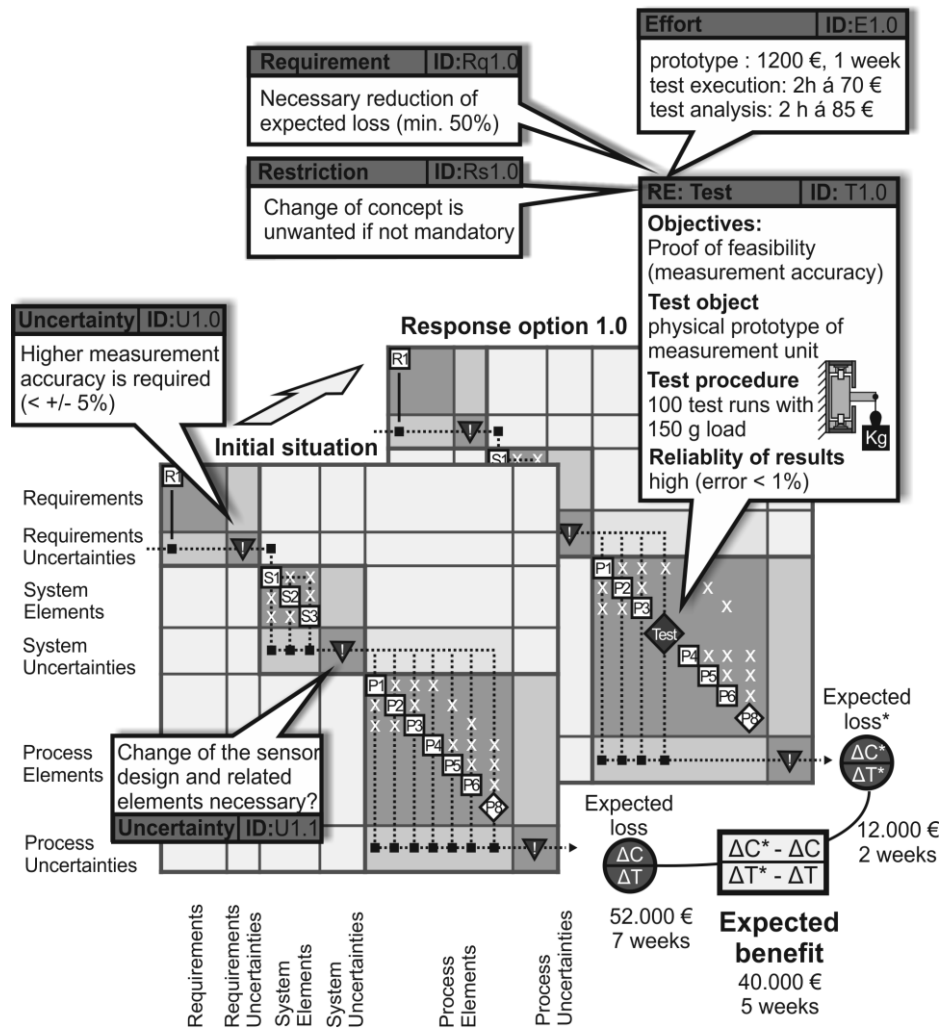 Effort ID:E1.0
prototype : 1200 €, 1 week
test execution: 2h á 70 €
test analysis: 2 h á 85 €
Requirement ID:Rq1.0
Necessary reduction of
expected loss (min. 50%)
Restriction ID:Rs1.0
Change of concept is
unwanted if not mandatory
RE: Test ID: T1.0
Objectives:
Proof of feasibility
(measurement accuracy)
Test object
physical prototype of
measurement unit
Test procedure
100 test runs with
150 g load
Kg
Reliablity of results
high (error < 1%)
Uncertainty ID:U1.0
Higher measurement
accuracy is required
(< +/- 5%)
Response option 1.0
R1
!
S1 x x
!
P1 x x x x
x P2 x x
x x P3 x
Test
P4 x x x
P5 x x
P6 x
P8
!
Initial situation
R1
!
S1 x x
x S2 x
x x S3
!
P1 x x x x
x P2 x
x x P3 x
P4 x x
P5 x x
P6 x
P8
!
Requirements
Requirements
Uncertainties
System
Elements
System
Uncertainties
Process
Elements
Process
Uncertainties
Change of the sensor
design and related
elements necessary?
Uncertainty ID:U1.1
Expected
loss*
ΔC*
ΔT*
12.000 €
2 weeks
Expected
loss
ΔC
ΔT
52.000 €
7 weeks
ΔC* - ΔC
ΔT* - ΔT
Expected
benefit
40.000 €
5 weeks
Requirements
Requirements
Uncertainties
System
Elements
System
Uncertainties
Process
Elements
Process
Uncertainties